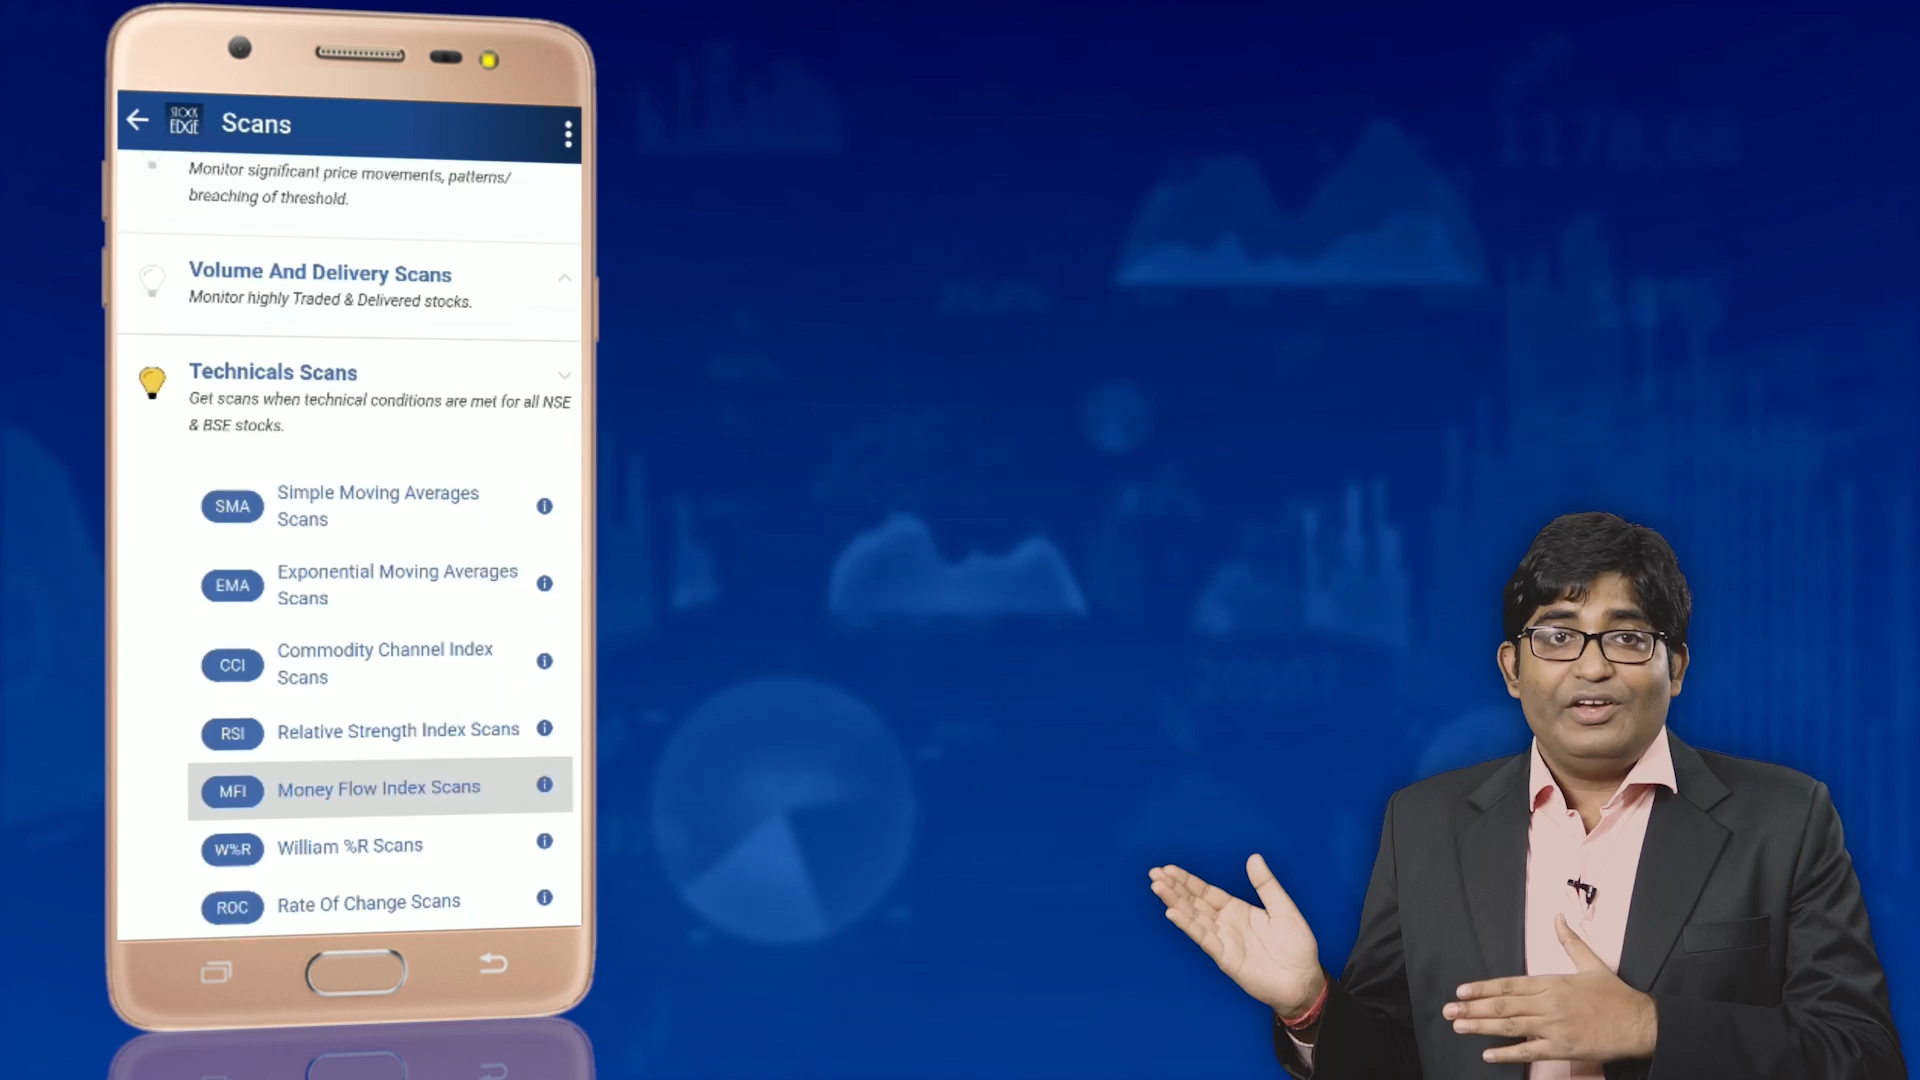 STOCK
EDGE
Scans
Monitor significant price movements, patterns/
breaching of threshold.
Volume And Delivery Scans
Monitor highly Traded & Delivered stocks.
Technicals Scans
Get scans when technical conditions are met for all NSE
& BSE stocks.
SMA
Simple Moving Averages
Scans
EMA
Exponential Moving Averages
Scans
CCI
Commodity Channel Index
Scans
RSI
Relative Strength Index Scans
MFI
Money Flow Index Scans
W%R
William %R Scans
ROC
Rate Of Change Scans